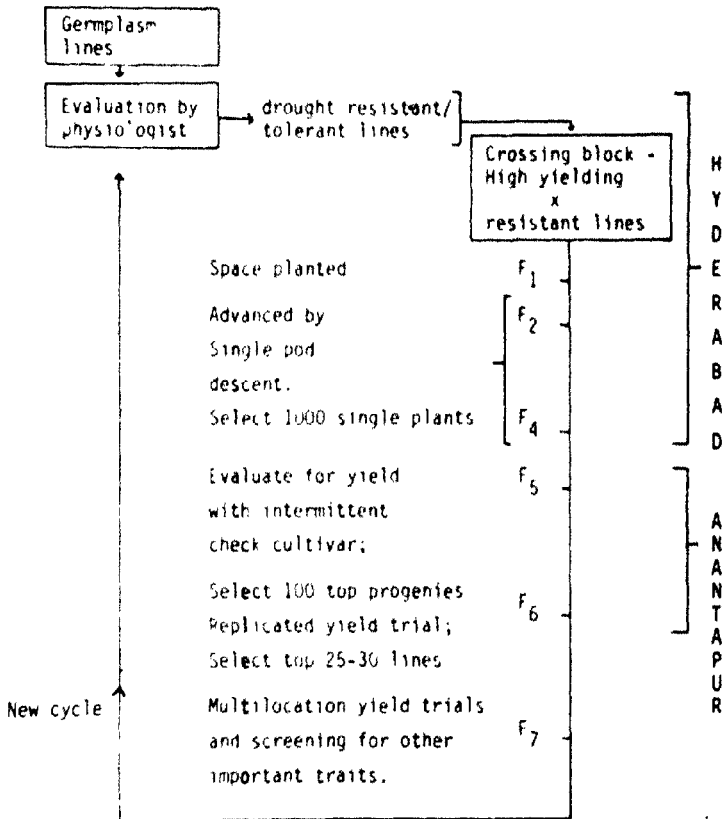 Germplasm
lines
Evaluation by
physiologist
drought resistant/
tolerant lines
Crossing block -
High yielding
x
resistant lines
Space planted
F1
Advanced by
F2
Single pod
descent.
Select 1000 single plants
F4
HYDERABAD
Evaluate for yield
F5
with intermittent
check cultivar;
Select 100 top progenies
F6
Replicated yield trial;
Select top 25-30 lines
ANANTAPUR
New cycle
Multilocation yield trials
and screening for other
F7
important traits.